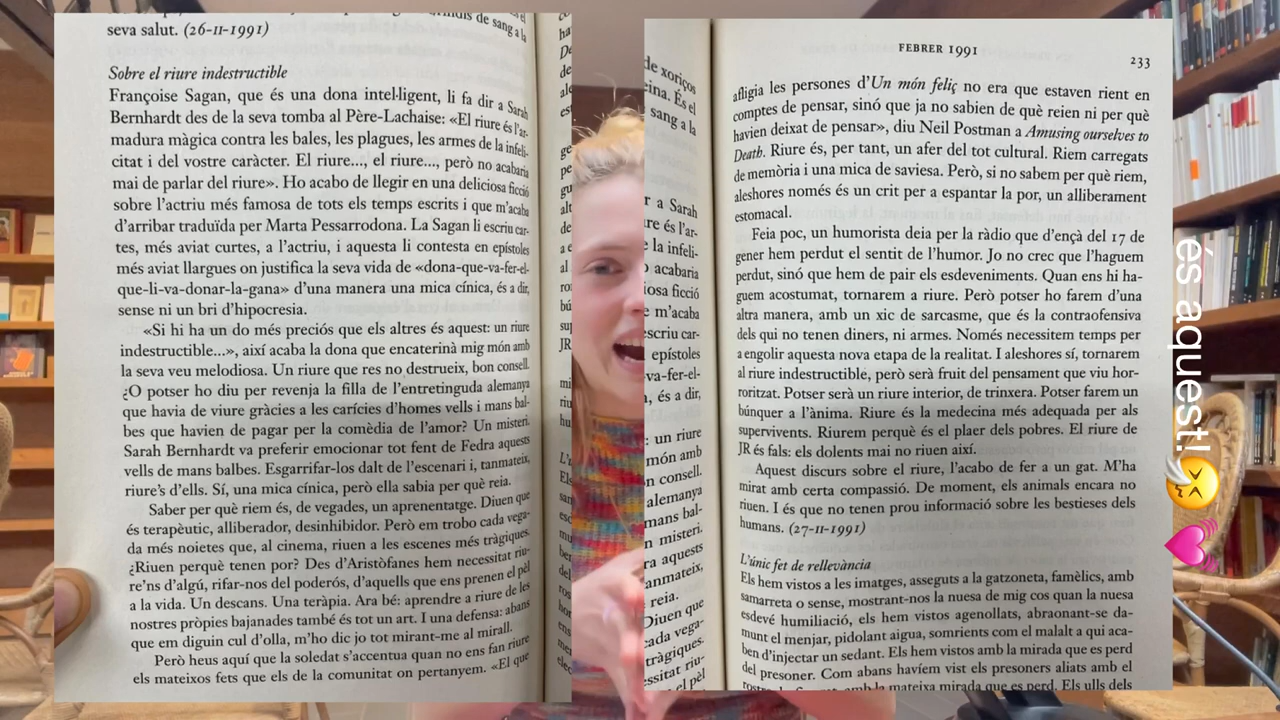 seva salut. (26-II-1991)
Sobre el riure indestructible
Françoise Sagan, que és una dona intel·ligent, li fa dir a Sarah
Bernhardt des de la seva tomba al Père-Lachaise: «El riure és l'ar-
madura màgica contra les bales, les plagues, les armes de la infeli-
citat i del vostre caràcter. El riure..., el riure..., però no acabaria
mai de parlar del riure». Ho acabo de llegir en una deliciosa ficció
sobre l'actriu més famosa de tots els temps escrits i que m'acaba
d'arribar traduïda per Marta Pessarrodona. La Sagan li escriu car-
tes, més aviat curtes, a l'actriu, i aquesta li contesta en epístoles
més aviat llargues on justifica la seva vida de «dona-que-va-fer-el-
que-li-va-donar-la-gana» d'una manera una mica cínica, és a dir,
sense ni un bri d'hipocresia.
«Si hi ha un do més preciós que els altres és aquest: un riure
indestructible...», així acaba la dona que encaterinà mig món amb
la seva veu melodiosa. Un riure que res no destrueix, bon consell.
¿O potser ho diu per revenja la filla de l'entretinguda alemanya
que havia de viure gràcies a les carícies d'homes vells i mans bal-
bes que havien de pagar per la comèdia de l'amor? Un misteri.
Sarah Bernhardt va preferir emocionar tot fent de Fedra aquests
vells de mans balbes. Esgarrifar-los dalt de l'escenari i, tanmateix,
riure's d'ells. Sí, una mica cínica, però ella sabia per què reia.
Saber per què riem és, de vegades, un aprenentatge. Diuen que
és terapèutic, alliberador, desinhibidor. Però em trobo cada vega-
da més noietes que, al cinema, riuen a les escenes més tràgiques.
¿Riuen perquè tenen por? Des d'Aristòfanes hem necessitat riu-
re'ns d'algú, rifar-nos del poderós, d'aquells que ens prenen el pèl
a la vida. Un descans. Una teràpia. Ara bé: aprendre a riure de les
nostres pròpies bajanades també és tot un art. I una defensa: abans
que em diguin cul d'olla, m'ho dic jo tot mirant-me al mirall.
Però heus aquí que la soledat s'accentua quan no ens fan riure
els mateixos fets que els de la comunitat on pertanyem. «El que
FEBRER 1991
233
afligia les persones d'Un món feliç no era que estaven rient en
comptes de pensar, sinó que ja no sabien de què reien ni per què
havien deixat de pensar», diu Neil Postman a Amusing ourselves to
Death. Riure és, per tant, un afer del tot cultural. Riem carregats
de memòria i una mica de saviesa. Però, si no sabem per què riem,
aleshores només és un crit per a espantar la por, un alliberament
estomacal.
Feia poc, un humorista deia per la ràdio que d'ençà del 17 de
gener hem perdut el sentit de l'humor. Jo no crec que l'haguem
perdut, sinó que hem de pair els esdeveniments. Quan ens hi ha-
guem acostumat, tornarem a riure. Però potser ho farem d'una
altra manera, amb un xic de sarcasme, que és la contraofensiva
dels qui no tenen diners, ni armes. Només necessitem temps per
a engolir aquesta nova etapa de la realitat. I aleshores sí, tornarem
al riure indestructible, però serà fruit del pensament que viu hor-
roritzat. Potser serà un riure interior, de trinxera. Potser farem un
búnquer a l'ànima. Riure és la medecina més adequada per als
supervivents. Riurem perquè és el plaer dels pobres. El riure de
JR és fals: els dolents mai no riuen així.
Aquest discurs sobre el riure, l'acabo de fer a un gat. M'ha
mirat amb certa compassió. De moment, els animals encara no
riuen. I és que no tenen prou informació sobre les bestieses dels
humans. (27-II-1991)
L'únic fet de rellevància
Els hem vistos a les imatges, asseguts a la gatzoneta, famèlics, amb
samarreta o sense, mostrant-nos la nuesa de mig cos quan la nuesa
esdevé humiliació, els hem vistos agenollats, abraonant-se da-
munt el menjar, pidolant aigua, somrients com el malalt a qui aca-
ben d'injectar un sedant. Els hem vistos amb la mirada que es perd
del presoner. Com abans havíem vist els presoners aliats amb el
amb la mateixa mirada que es perd. Els ulls dels
és aquest!